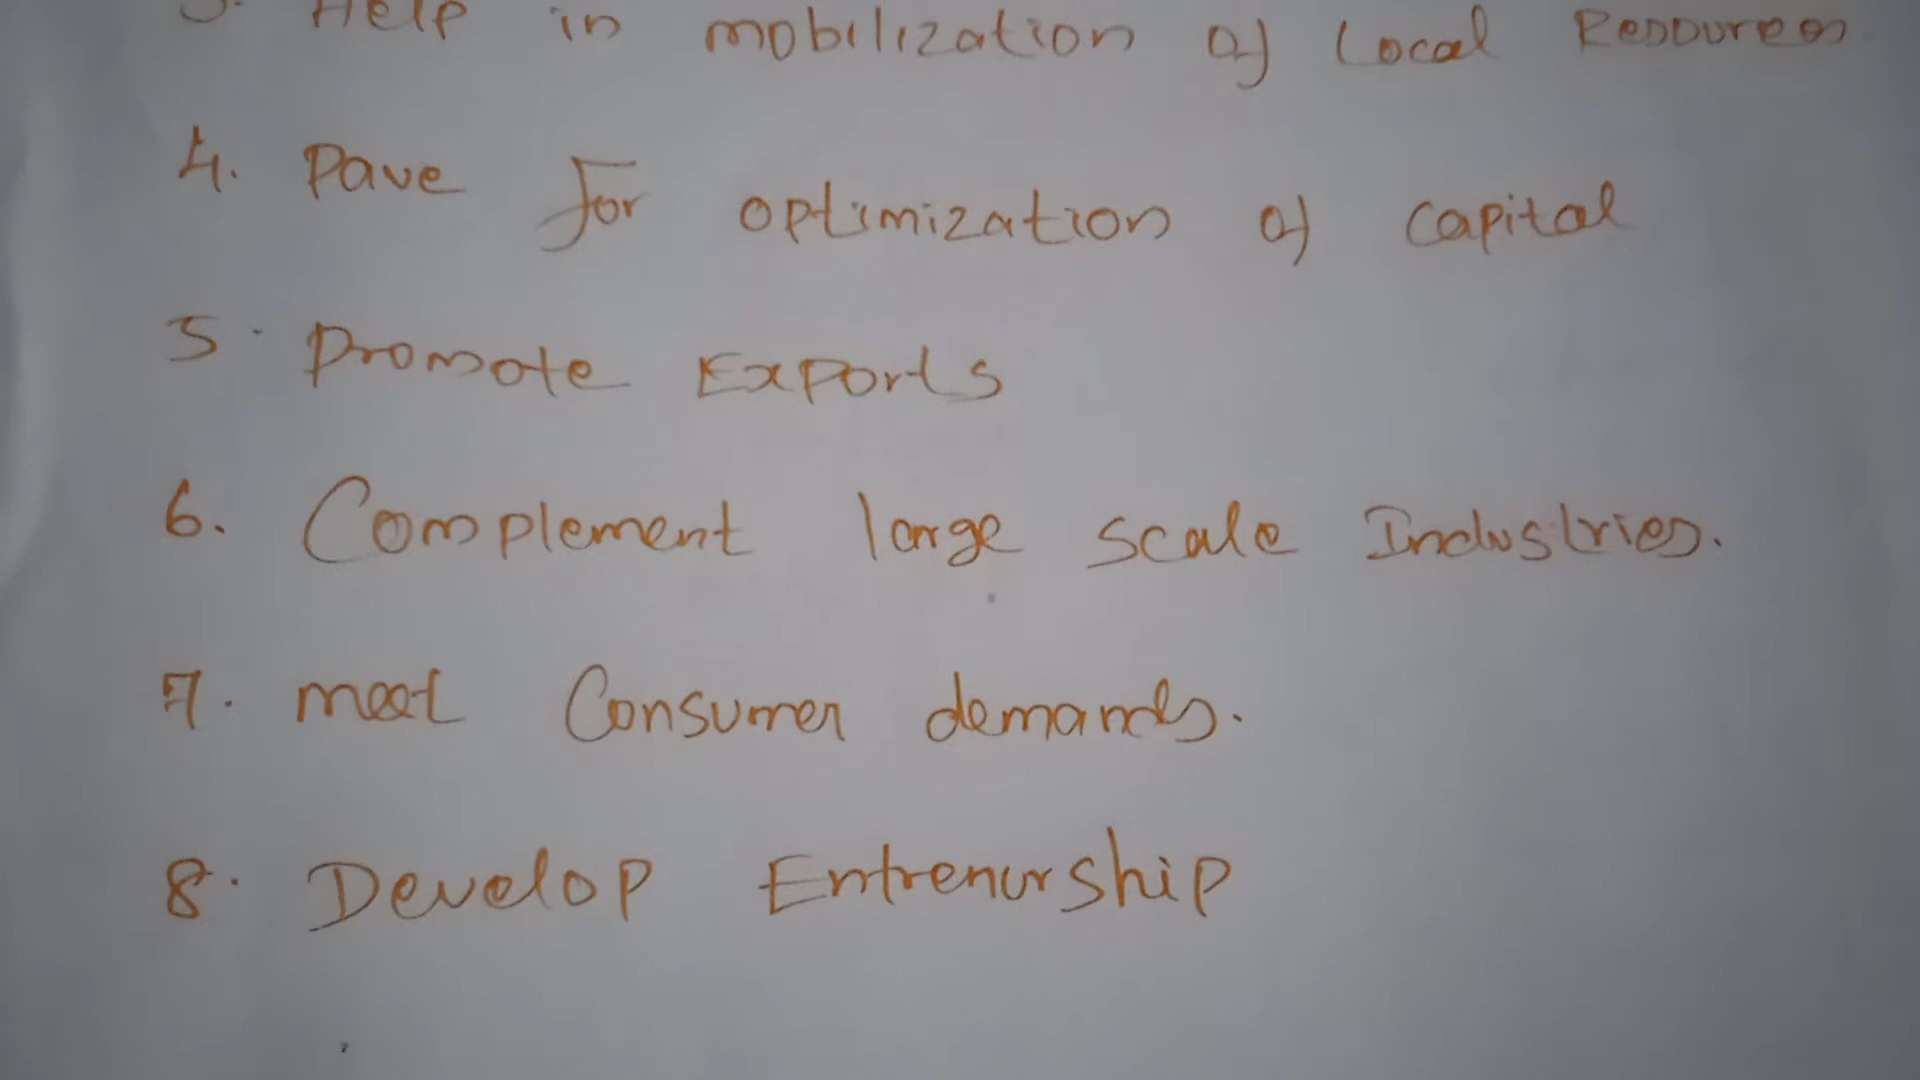 3. Help in mobilization of Local Resources
4. Pave for optimization of capital
5. Promote Exports
6. Complement large scale Industries.
7. meet Consumer demands.
8. Develop Entrenurship